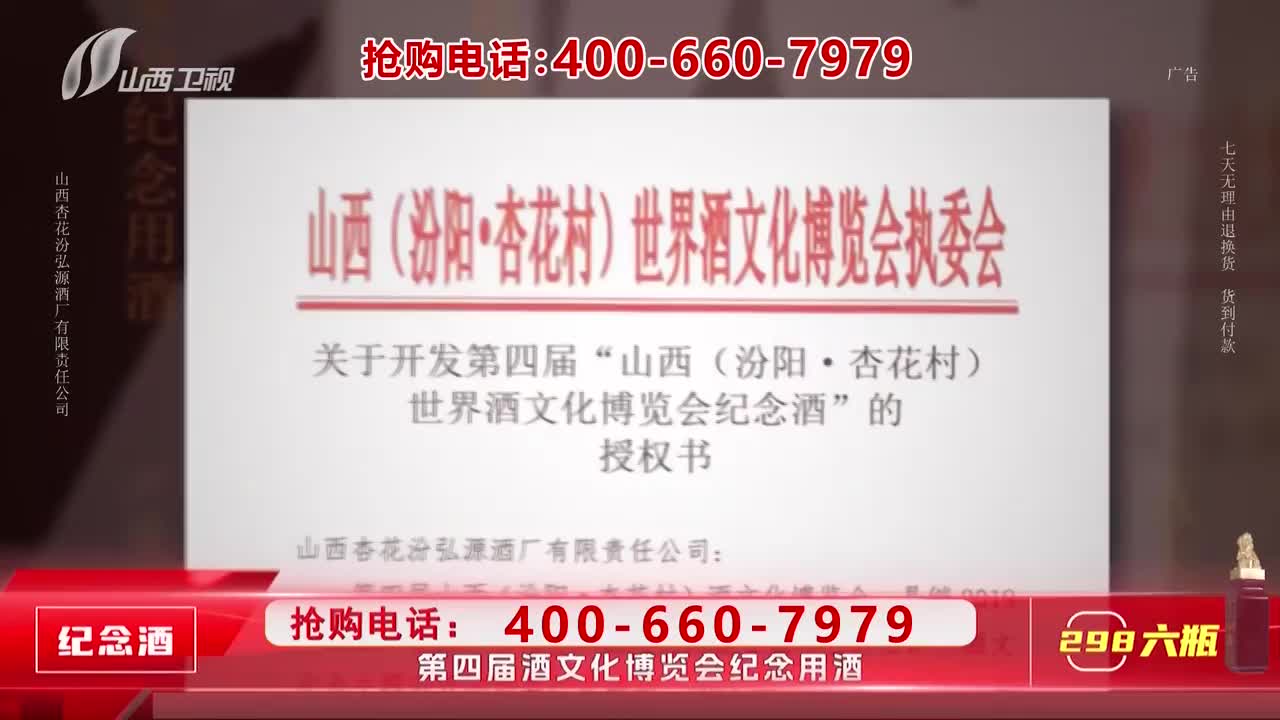 山西卫视
抢购电话:400-660-7979
广告
纪念用酒
山西杏花汾弘源酒厂有限责任公司
七天无理由退换货 货到付款
山西（汾阳•杏花村）世界酒文化博览会执委会
关于开发第四届“山西（汾阳·杏花村）
世界酒文化博览会纪念酒”的
授权书
山西杏花汾弘源酒厂有限责任公司：
纪念酒
抢购电话： 400-660-7979
第四届酒文化博览会纪念用酒
298六瓶